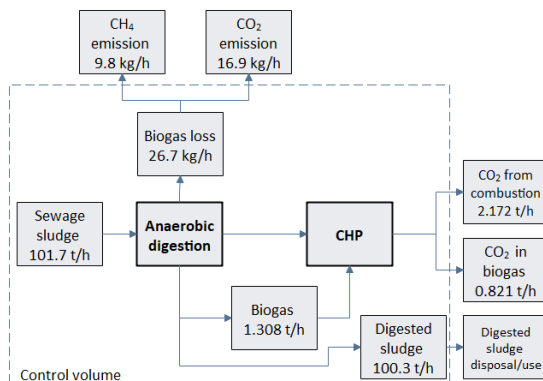 CH₄
emission
9.8 kg/h
CO₂
emission
16.9 kg/h
Biogas loss
26.7 kg/h
Sewage
sludge
101.7 t/h
Anaerobic
digestion
CHP
CO₂ from
combustion
2.172 t/h
CO₂ in
biogas
0.821 t/h
Biogas
1.308 t/h
Digested
sludge
100.3 t/h
Digested
sludge
disposal/use
Control volume